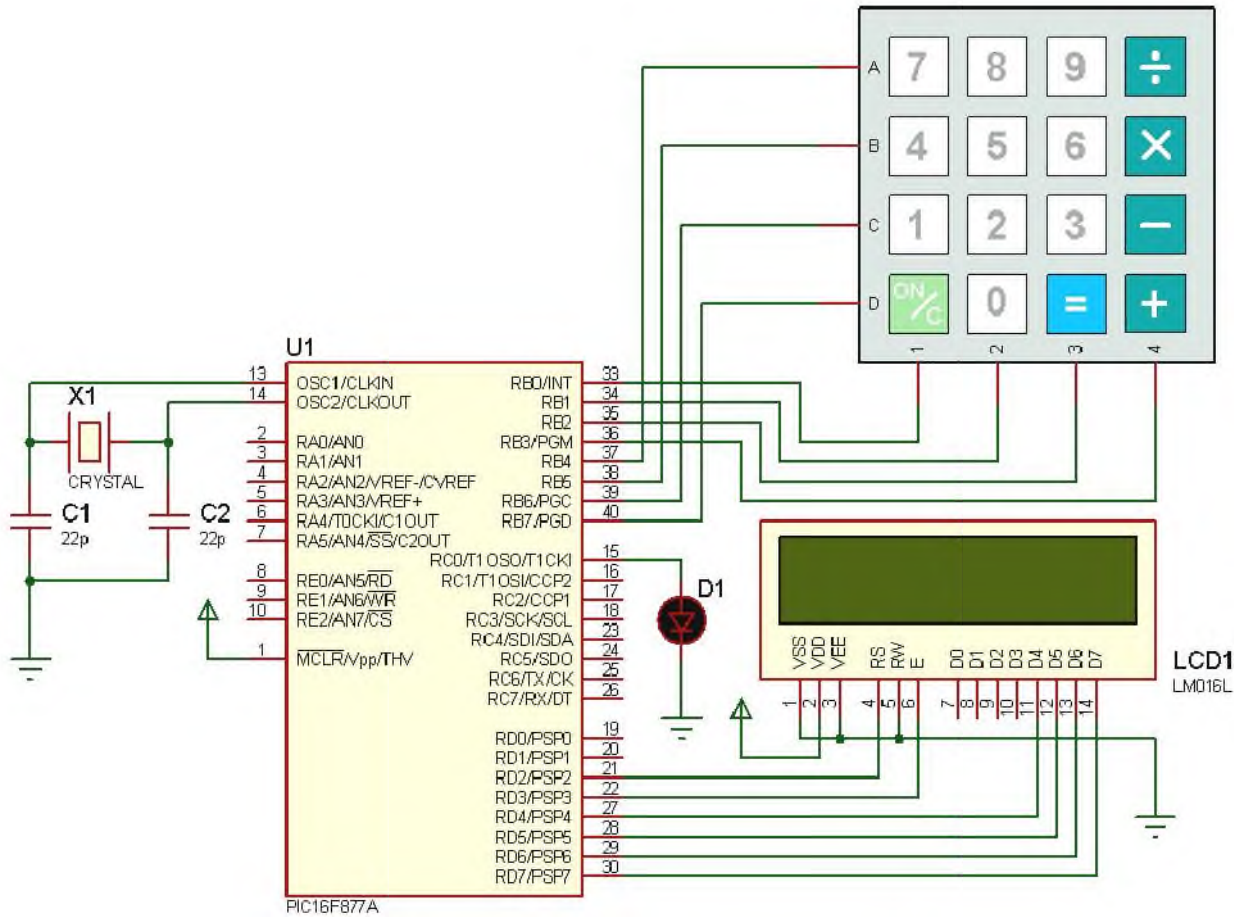 A 7 8 9 ÷
B 4 5 6 ×
C 1 2 3 −
D ON/C 0 = +
1 2 3 4
U1
13 OSC1/CLKIN
14 OSC2/CLKOUT
2 RA0/AN0
3 RA1/AN1
4 RA2/AN2/VREF-/CVREF
5 RA3/AN3/VREF+
6 RA4/T0CKI/C1OUT
7 RA5/AN4/SS/C2OUT
8 RE0/AN5/RD
9 RE1/AN6/WR
10 RE2/AN7/CS
1 MCLR/Vpp/THV
RB0/INT 33
RB1 34
RB2 35
RB3/PGM 36
RB4 37
RB5 38
RB6/PGC 39
RB7/PGD 40
RC0/T1OSO/T1CKI 15
RC1/T1OSI/CCP2 16
RC2/CCP1 17
RC3/SCK/SCL 18
RC4/SDI/SDA 23
RC5/SDO 24
RC6/TX/CK 25
RC7/RX/DT 26
RD0/PSP0 19
RD1/PSP1 20
RD2/PSP2 21
RD3/PSP3 22
RD4/PSP4 27
RD5/PSP5 28
RD6/PSP6 29
RD7/PSP7 30
PIC16F877A
X1
CRYSTAL
C1
22p
C2
22p
D1
VSS VDD VEE RS RW E D0 D1 D2 D3 D4 D5 D6 D7
1 2 3 4 5 6 7 8 9 10 11 12 13 14
LCD1
LM016L